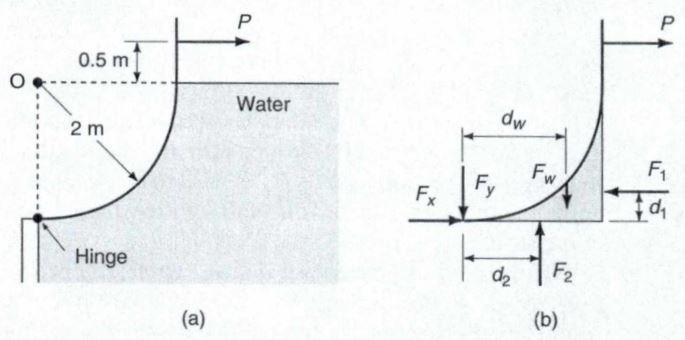 P
0.5 m
O
Water
2 m
Hinge
(a)
P
d_w
F_y
F_w
F_1
F_x
d_1
d_2
F_2
(b)